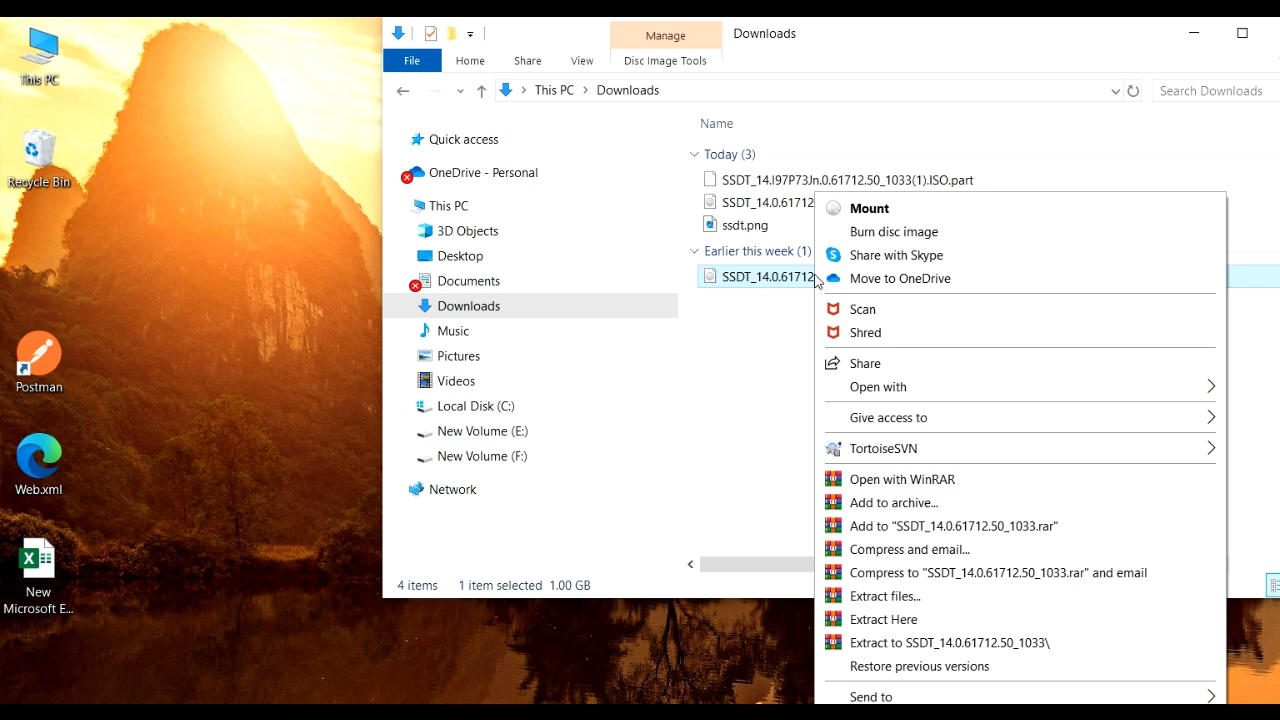 This PC
Recycle Bin
Postman
Web.xml
New
Microsoft E...
Manage
Downloads
File
Home
Share
View
Disc Image Tools
This PC
Downloads
Search Downloads
Quick access
OneDrive - Personal
This PC
3D Objects
Desktop
Documents
Downloads
Music
Pictures
Videos
Local Disk (C:)
New Volume (E:)
New Volume (F:)
Network
Name
Today (3)
SSDT_14.I97P73Jn.0.61712.50_1033(1).ISO.part
SSDT_14.0.61712
ssdt.png
Earlier this week (1)
SSDT_14.0.61712
4 items
1 item selected 1.00 GB
Mount
Burn disc image
Share with Skype
Move to OneDrive
Scan
Shred
Share
Open with
Give access to
TortoiseSVN
Open with WinRAR
Add to archive...
Add to "SSDT_14.0.61712.50_1033.rar"
Compress and email...
Compress to "SSDT_14.0.61712.50_1033.rar" and email
Extract files...
Extract Here
Extract to SSDT_14.0.61712.50_1033\
Restore previous versions
Send to